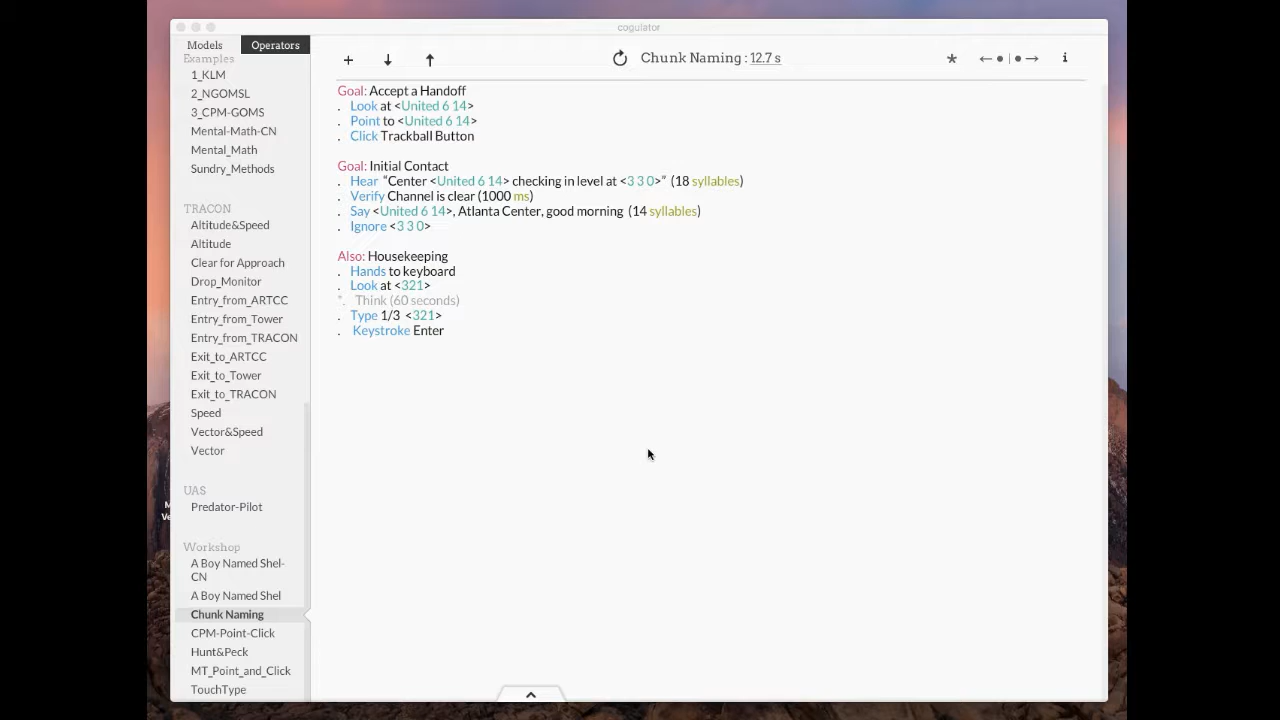 cogulator
Models Operators
+ ↓ ↑ Chunk Naming : 12.7 s * ←● | ●→ i
Examples
1_KLM
2_NGOMSL
3_CPM-GOMS
Mental-Math-CN
Mental_Math
Sundry_Methods
TRACON
Altitude&Speed
Altitude
Clear for Approach
Drop_Monitor
Entry_from_ARTCC
Entry_from_Tower
Entry_from_TRACON
Exit_to_ARTCC
Exit_to_Tower
Exit_to_TRACON
Speed
Vector&Speed
Vector
UAS
Predator-Pilot
Workshop
A Boy Named Shel-
CN
A Boy Named Shel
Chunk Naming
CPM-Point-Click
Hunt&Peck
MT_Point_and_Click
TouchType
Goal: Accept a Handoff
. Look at <United 6 14>
. Point to <United 6 14>
. Click Trackball Button
Goal: Initial Contact
. Hear “Center <United 6 14> checking in level at <3 3 0>” (18 syllables)
. Verify Channel is clear (1000 ms)
. Say <United 6 14>, Atlanta Center, good morning (14 syllables)
. Ignore <3 3 0>
Also: Housekeeping
. Hands to keyboard
. Look at <321>
*. Think (60 seconds)
. Type 1/3 <321>
. Keystroke Enter